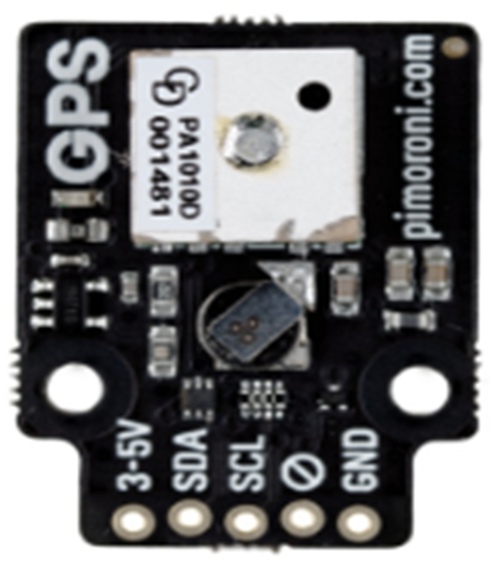 GPS
PA1010D
001481
pimoroni.com
3-5V
SDA
SCL
GND